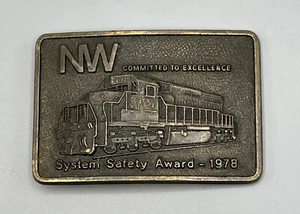 NW
COMMITTED TO EXCELLENCE
System Safety Award - 1978